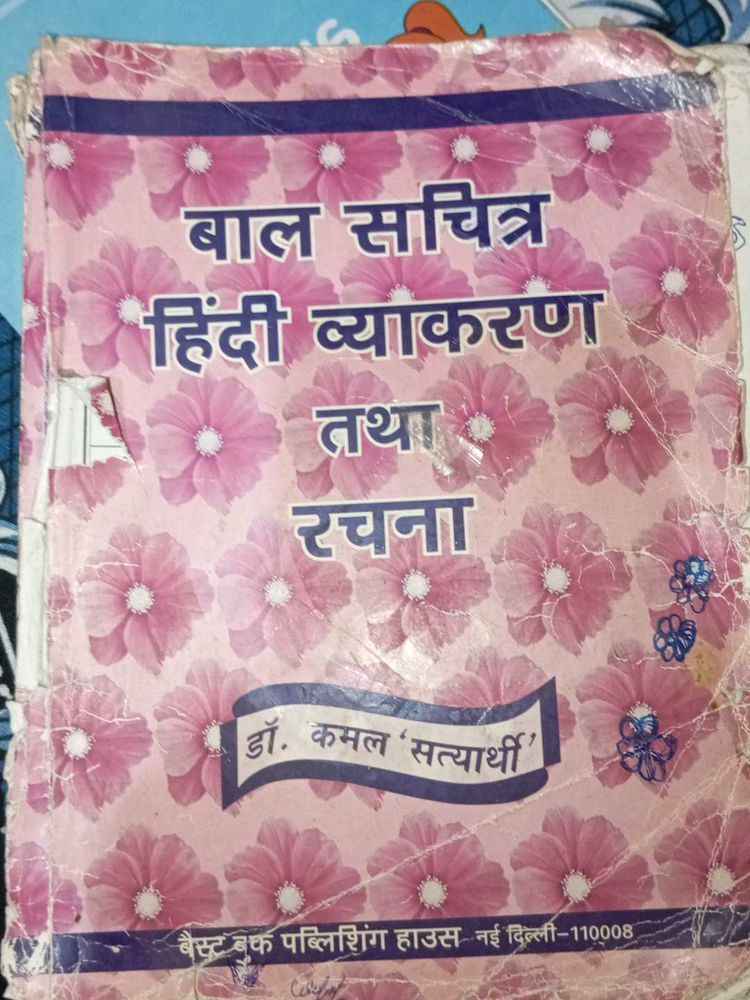 बाल सचित्र
हिंदी व्याकरण
तथा
रचना
डॉ. कमल ‘सत्यार्थी’
बैस्ट बुक पब्लिशिंग हाउस नई दिल्ली-110008